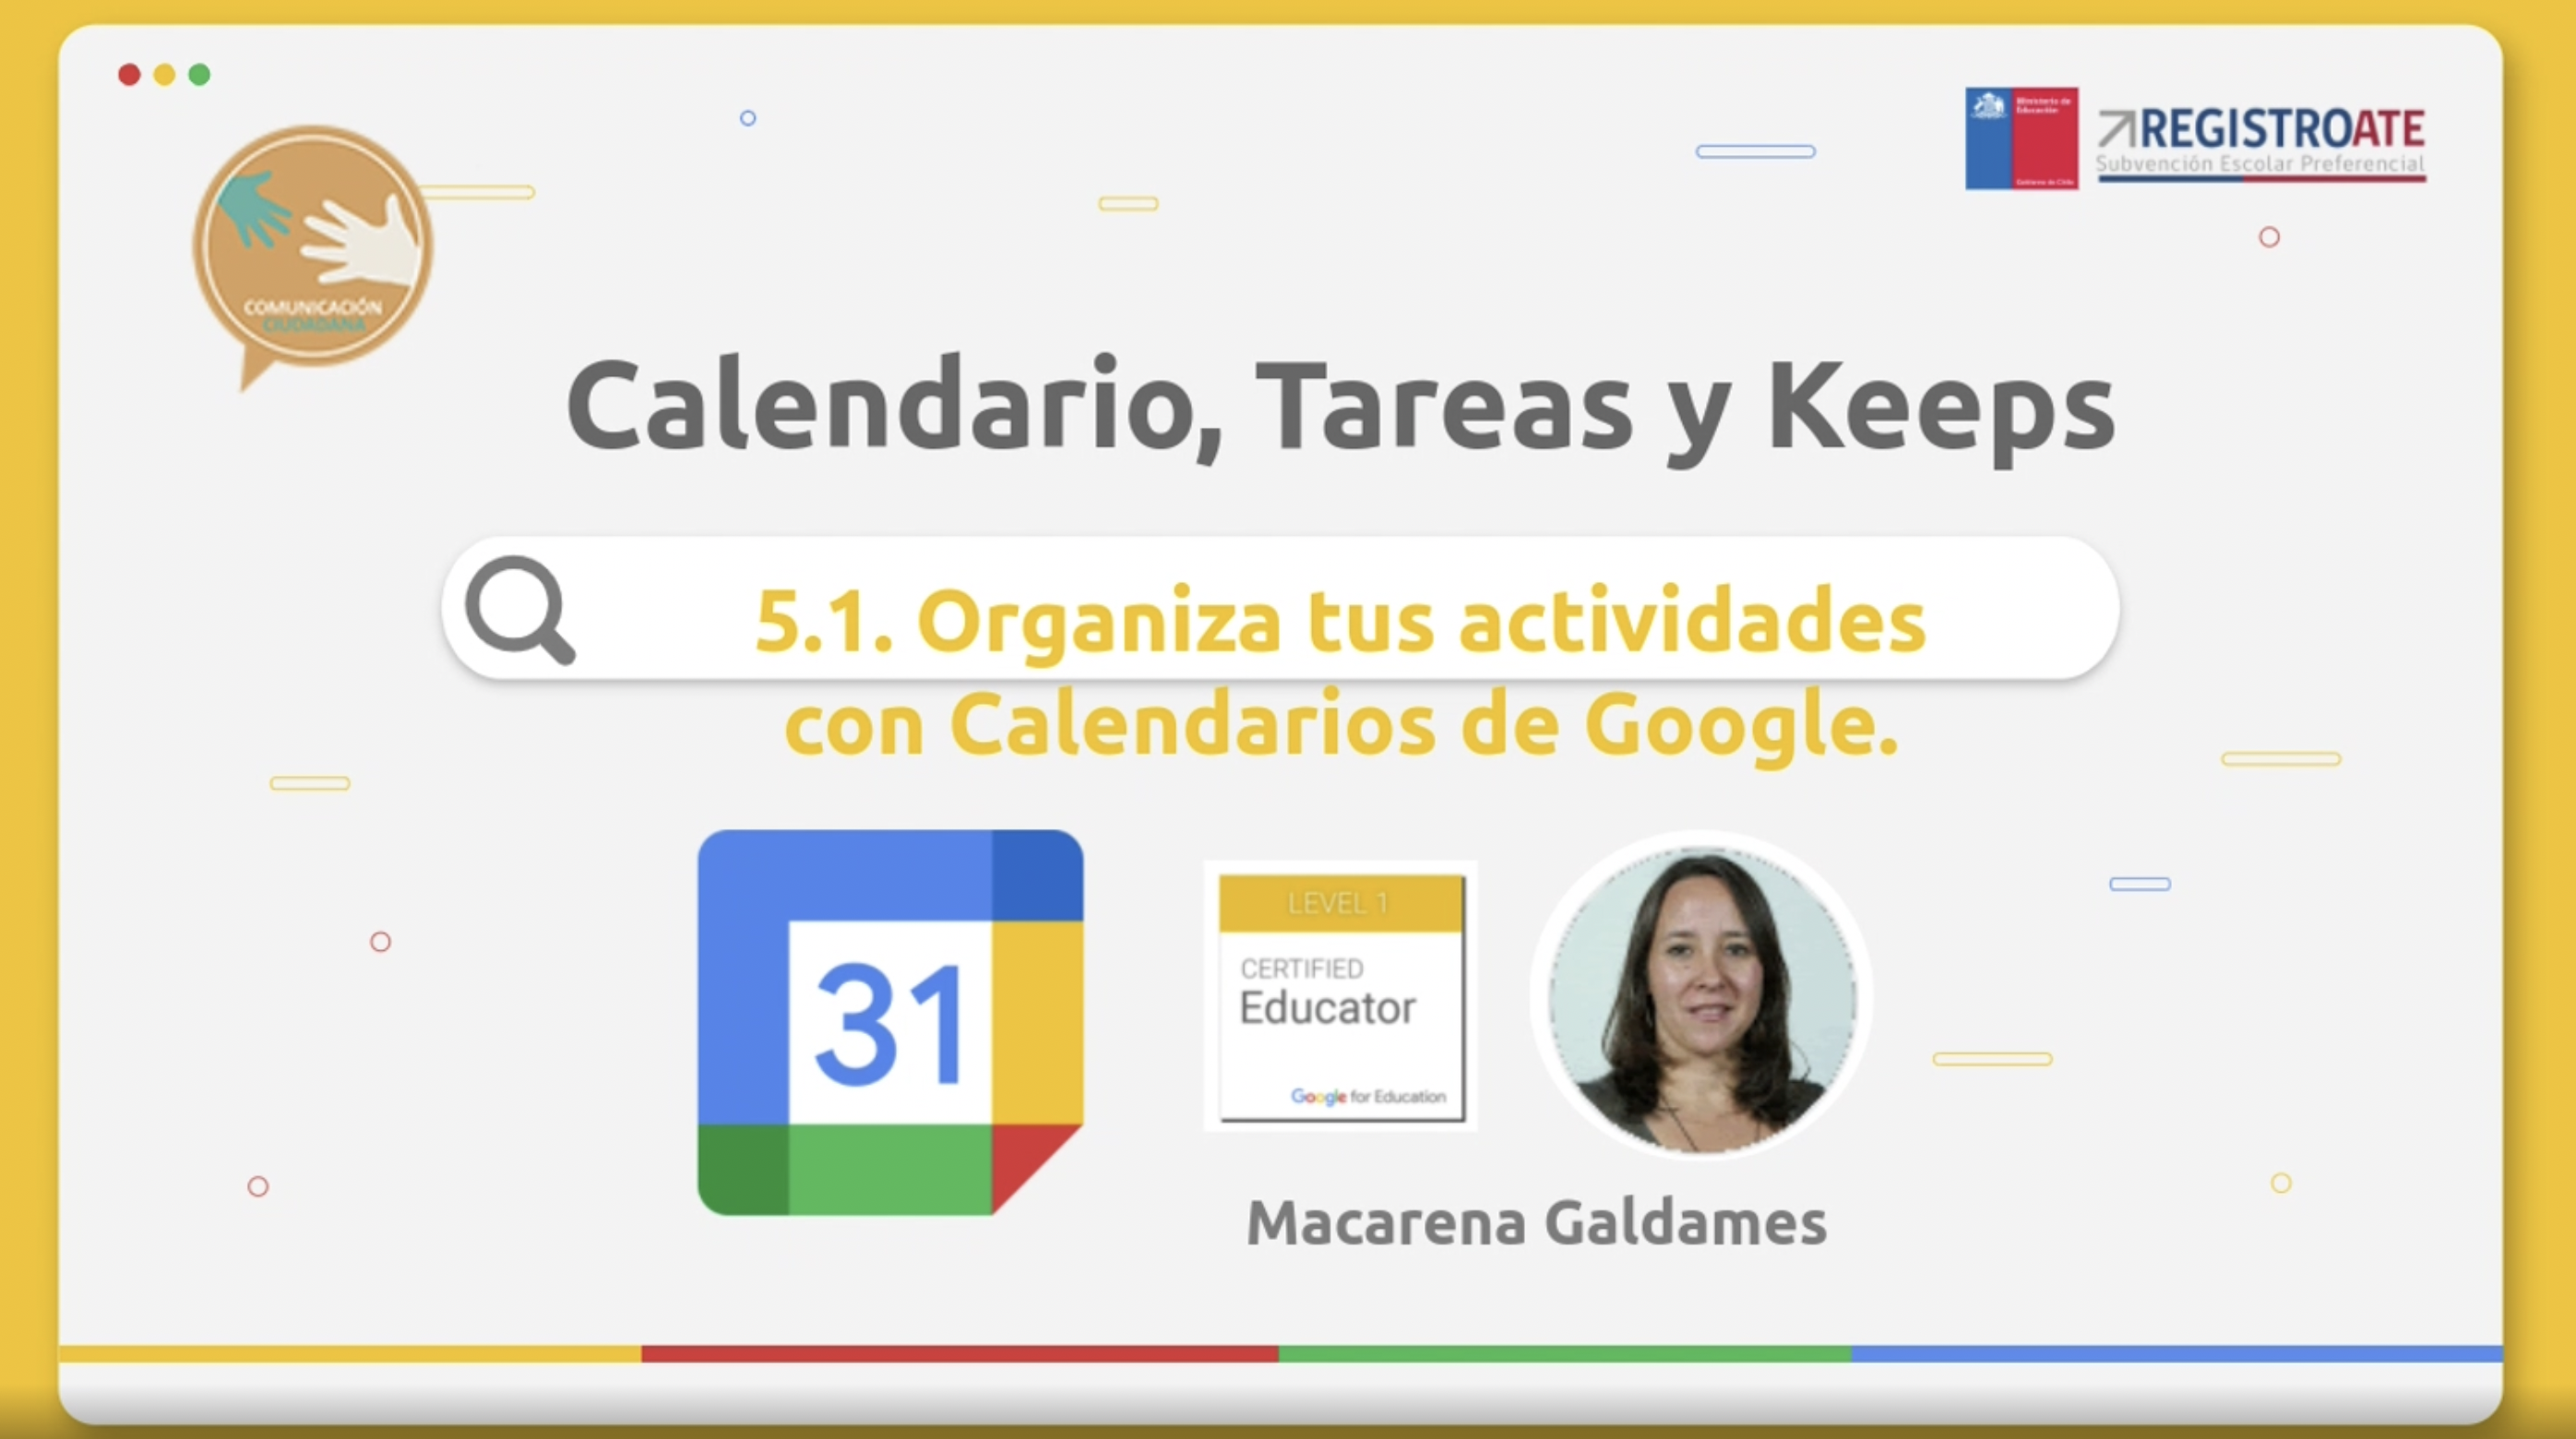 COMUNICACIÓN
CIUDADANA
Ministerio de
Educación
Gobierno de Chile
REGISTROATE
Subvención Escolar Preferencial
Calendario, Tareas y Keeps
5.1. Organiza tus actividades
con Calendarios de Google.
31
LEVEL 1
CERTIFIED
Educator
Google for Education
Macarena Galdames